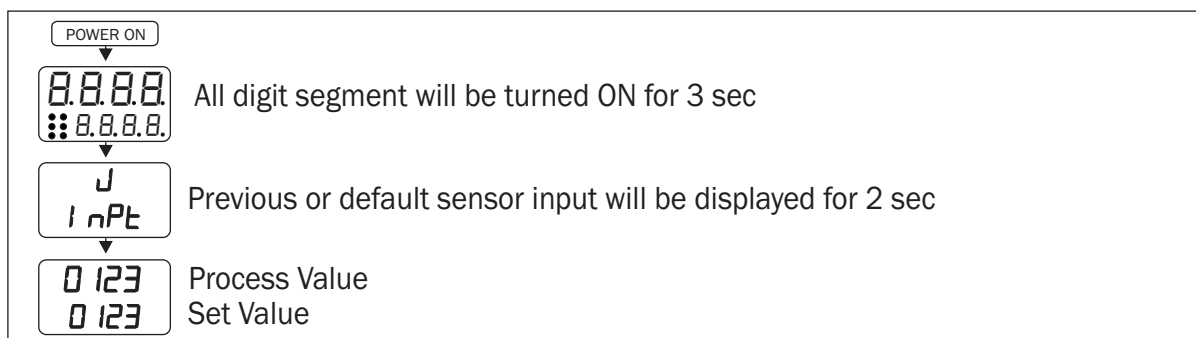 POWER ON
8.8.8.8.
8.8.8.8.
All digit segment will be turned ON for 3 sec
J
InPt
Previous or default sensor input will be displayed for 2 sec
0123
Process Value
0123
Set Value